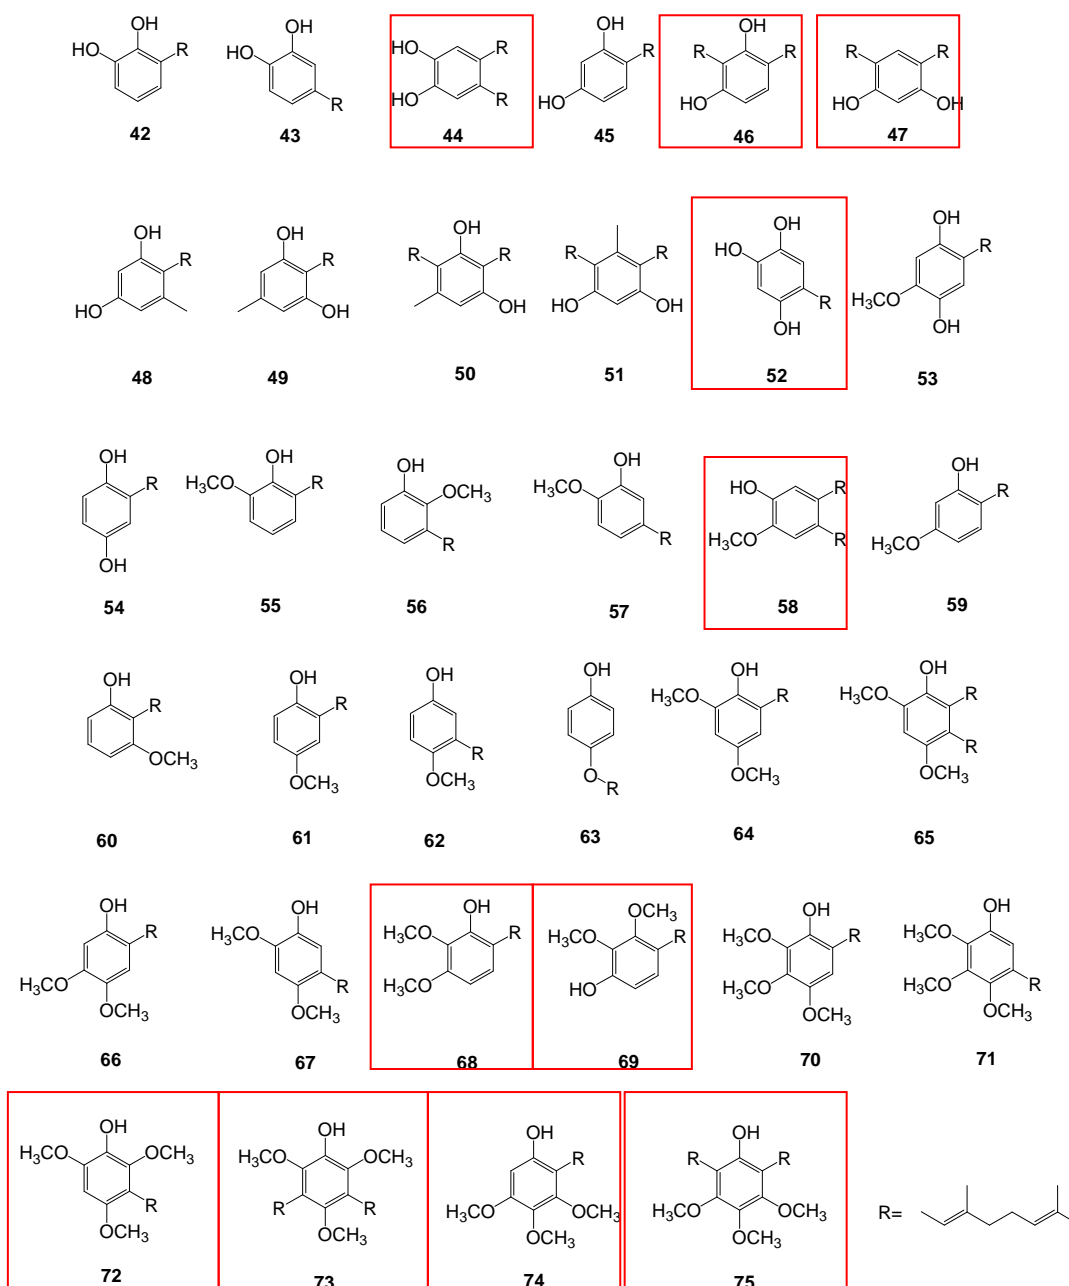 OH OH OH OH
HO R HO HO R R R R R R
R HO R HO HO HO OH
42 43 44 45 46 47
OH OH OH OH OH
R R R R R R HO R
HO OH OH HO OH R H₃CO
OH OH
48 49 50 51 52 53
OH OH OH OH OH
R H₃CO R OCH₃ H₃CO HO R R
R R H₃CO R H₃CO
OH
54 55 56 57 58 59
OH OH OH OH OH OH
R R H₃CO R H₃CO R
OCH₃ OCH₃ R OCH₃ O R OCH₃ OCH₃ R
60 61 62 63 64 65
OH OH OH OCH₃ OH OH
R H₃CO H₃CO R H₃CO R H₃CO R H₃CO
H₃CO OCH₃ R OCH₃ H₃CO HO H₃CO OCH₃ H₃CO OCH₃ R
66 67 68 69 70 71
OH OH OH OH
H₃CO OCH₃ H₃CO OCH₃ R R R
R OCH₃ R OCH₃ R H₃CO OCH₃ OCH₃ H₃CO OCH₃ OCH₃ R=
72 73 74 75